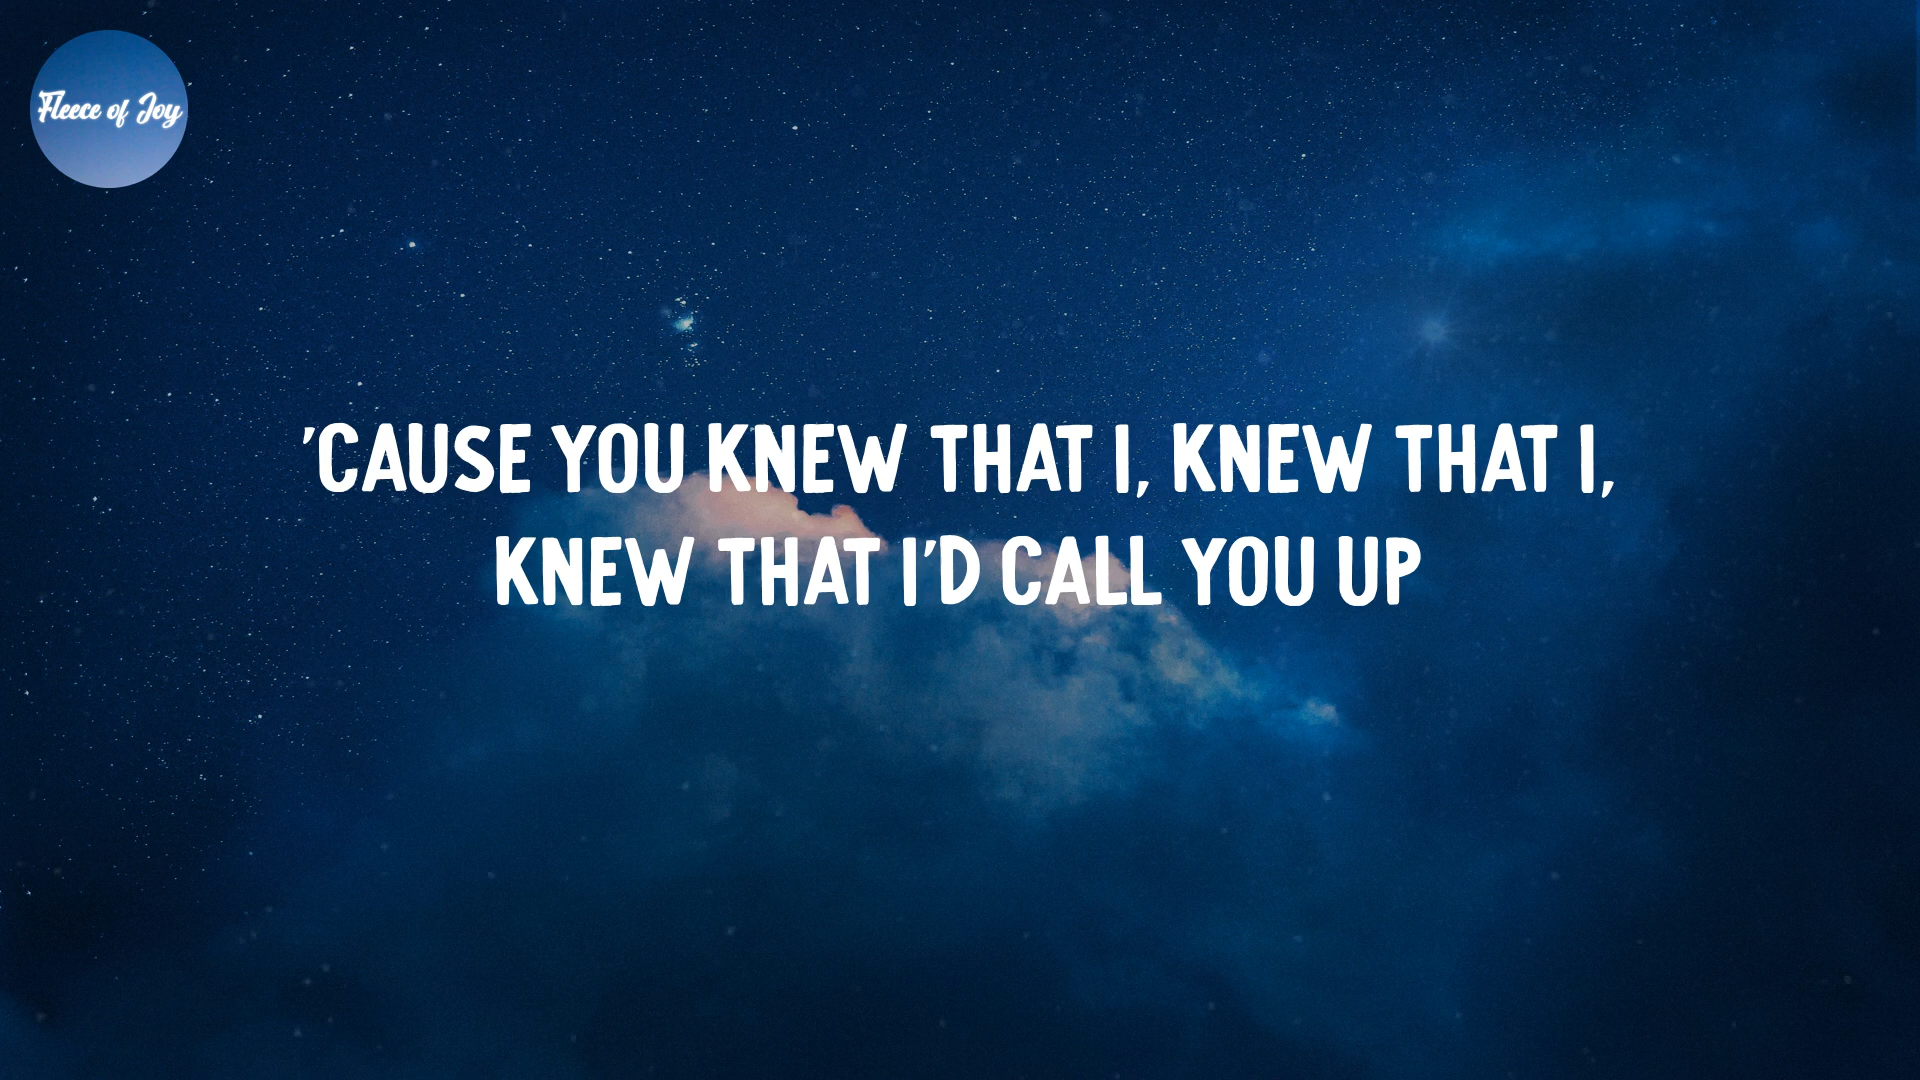 Fleece of Joy
'CAUSE YOU KNEW THAT I, KNEW THAT I,
KNEW THAT I'D CALL YOU UP